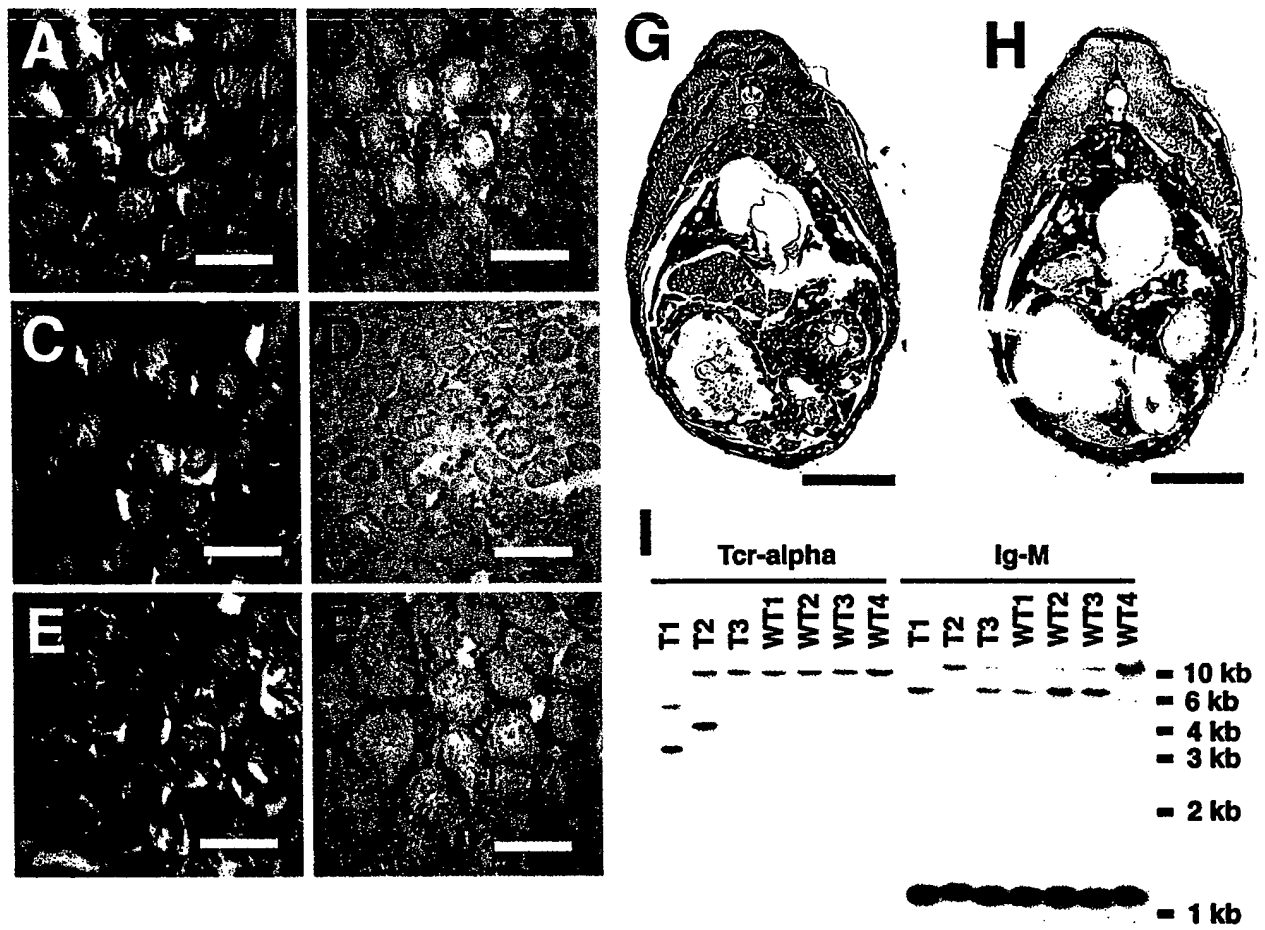 A
B
C
D
E
F
G
H
I
Tcr-alpha
Ig-M
T1 T2 T3 WT1 WT2 WT3 WT4
T1 T2 T3 WT1 WT2 WT3 WT4
10 kb
6 kb
4 kb
3 kb
2 kb
1 kb